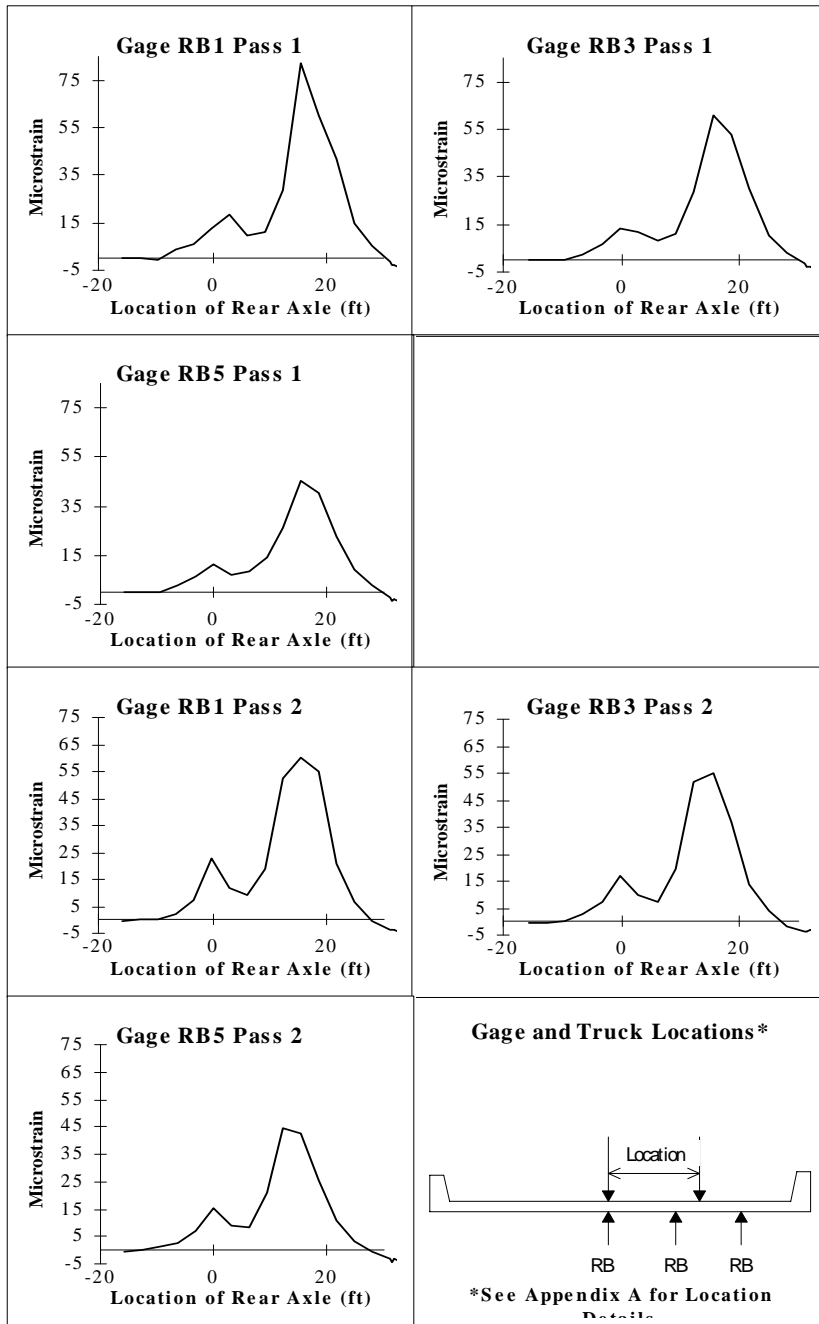 Gage RB1 Pass 1
75
55
35
15
-5
-20
0
20
Microstrain
Location of Rear Axle (ft)
Gage RB3 Pass 1
75
55
35
15
-5
-20
0
20
Microstrain
Location of Rear Axle (ft)
Gage RB5 Pass 1
75
55
35
15
-5
-20
0
20
Microstrain
Location of Rear Axle (ft)
Gage RB1 Pass 2
75
65
55
45
35
25
15
5
-5
-20
0
20
Microstrain
Location of Rear Axle (ft)
Gage RB3 Pass 2
75
65
55
45
35
25
15
5
-5
-20
0
20
Microstrain
Location of Rear Axle (ft)
Gage RB5 Pass 2
75
65
55
45
35
25
15
5
-5
-20
0
20
Microstrain
Location of Rear Axle (ft)
Gage and Truck Locations*
Location
RB RB RB
*See Appendix A for Location
Details